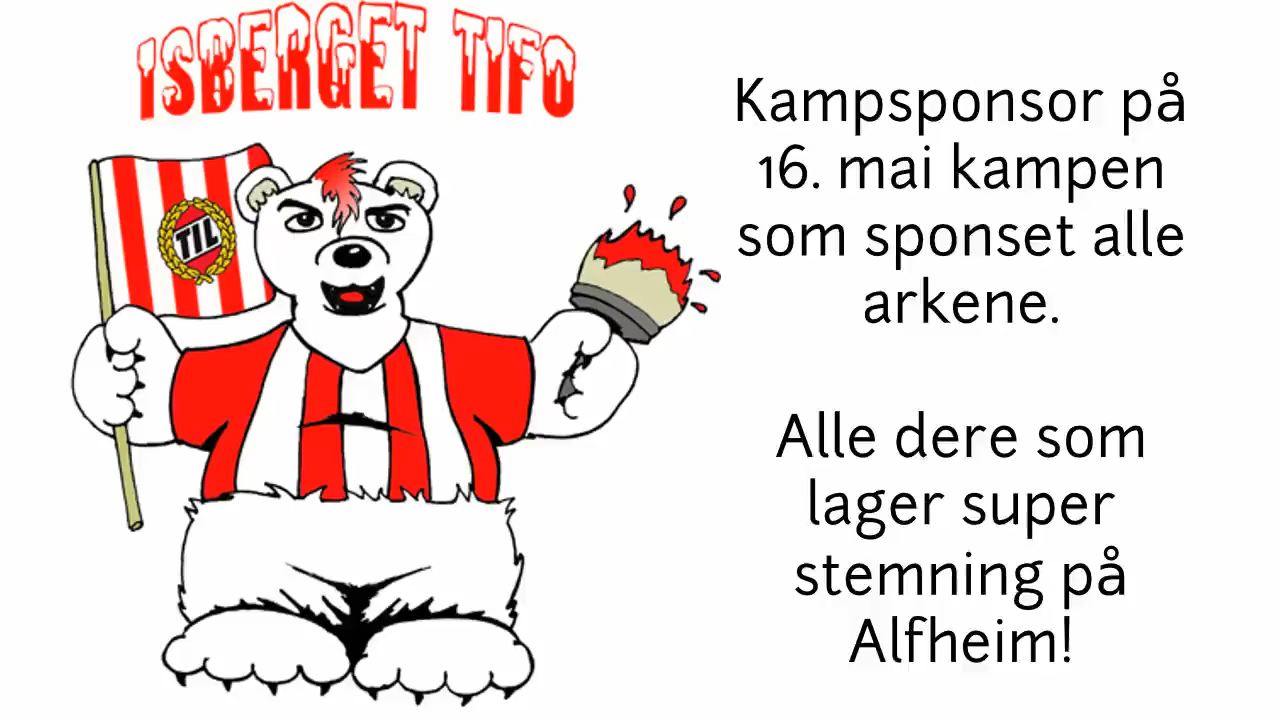 ISBERGET TIFO
TIL
Kampsponsor på
16. mai kampen
som sponset alle
arkene.
Alle dere som
lager super
stemning på
Alfheim!